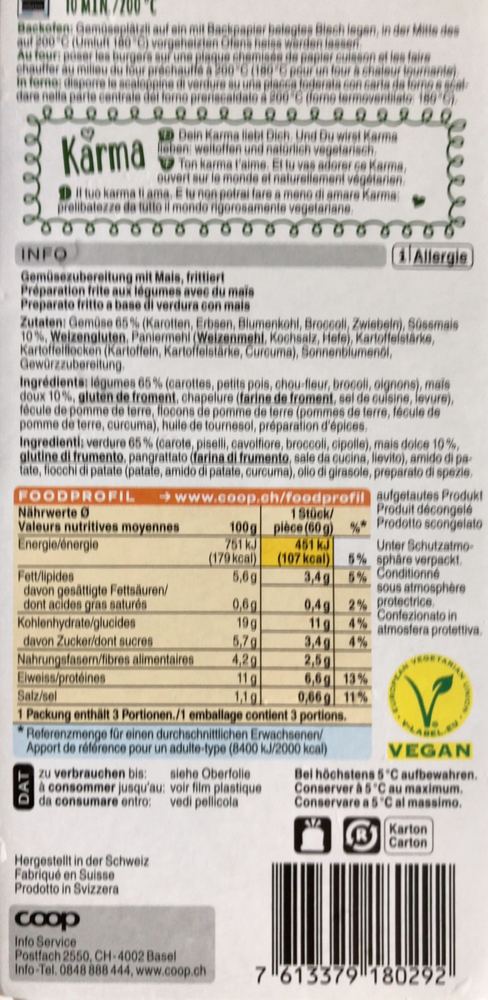 10 MIN./200 °C
Backofen: Gemüseplätzli auf ein mit Backpapier belegtes Blech legen, in der Mitte des
auf 200 °C (Umluft 180 °C) vorgeheizten Ofens heiss werden lassen.
Au four: poser les burgers sur une plaque chemisée de papier cuisson et les faire
chauffer au milieu du four préchauffé à 200 °C (180 °C pour un four à chaleur tournante).
In forno: disporre le scaloppine di verdure su una placca foderata con carta da forno e scal-
dare nella parte centrale del forno preriscaldato a 200 °C (forno termoventilato: 180 °C).
Karma
Dein Karma liebt Dich. Und Du wirst Karma
lieben: weltoffen und natürlich vegetarisch.
Ton karma t'aime. Et tu vas adorer ce Karma,
ouvert sur le monde et naturellement végétarien.
Il tuo karma ti ama. E tu non potrai fare a meno di amare Karma:
prelibatezze da tutto il mondo rigorosamente vegetariane.
INFO
i Allergie
Gemüsezubereitung mit Mais, frittiert
Préparation frite aux légumes avec du maïs
Preparato fritto a base di verdura con mais
Zutaten: Gemüse 65% (Karotten, Erbsen, Blumenkohl, Broccoli, Zwiebeln), Süssmais
10%, Weizengluten, Paniermehl (Weizenmehl, Kochsalz, Hefe), Kartoffelstärke,
Kartoffelflocken (Kartoffeln, Kartoffelstärke, Curcuma), Sonnenblumenöl,
Gewürzzubereitung.
Ingrédients: légumes 65% (carottes, petits pois, chou-fleur, brocoli, oignons), maïs
doux 10%, gluten de froment, chapelure (farine de froment, sel de cuisine, levure),
fécule de pomme de terre, flocons de pomme de terre (pommes de terre, fécule de
pomme de terre, curcuma), huile de tournesol, préparation d'épices.
Ingredienti: verdure 65% (carote, piselli, cavolfiore, broccoli, cipolle), mais dolce 10%,
glutine di frumento, pangrattato (farina di frumento, sale da cucina, lievito), amido di pa-
tate, fiocchi di patate (patate, amido di patate, curcuma), olio di girasole, preparato di spezie.
FOODPROFIL → www.coop.ch/foodprofil
Nährwerte Ø 1 Stück/
Valeurs nutritives moyennes 100g pièce (60 g) %*
Energie/énergie 751 kJ 451 kJ
(179 kcal) (107 kcal) 5%
Fett/lipides 5,6g 3,4g 5%
davon gesättigte Fettsäuren/
dont acides gras saturés 0,6g 0,4g 2%
Kohlenhydrate/glucides 19g 11g 4%
davon Zucker/dont sucres 5,7g 3,4g 4%
Nahrungsfasern/fibres alimentaires 4,2g 2,5g
Eiweiss/protéines 11g 6,6g 13%
Salz/sel 1,1g 0,66g 11%
1 Packung enthält 3 Portionen./1 emballage contient 3 portions.
* Referenzmenge für einen durchschnittlichen Erwachsenen/
Apport de référence pour un adulte-type (8400 kJ/2000 kcal)
aufgetautes Produkt
Produit décongelé
Prodotto scongelato
Unter Schutzatmo-
sphäre verpackt.
Conditionné
sous atmosphère
protectrice.
Confezionato in
atmosfera protettiva.
EUROPEAN VEGETARIAN UNION
V-LABEL.EU
VEGAN
DAT
zu verbrauchen bis: siehe Oberfolie
à consommer jusqu'au: voir film plastique
da consumare entro: vedi pellicola
Bei höchstens 5°C aufbewahren.
Conserver à 5°C au maximum.
Conservare a 5°C al massimo.
R
Karton
Carton
Hergestellt in der Schweiz
Fabriqué en Suisse
Prodotto in Svizzera
coop
Info Service
Postfach 2550, CH-4002 Basel
Info-Tel. 0848 888 444, www.coop.ch
7 613379 180292